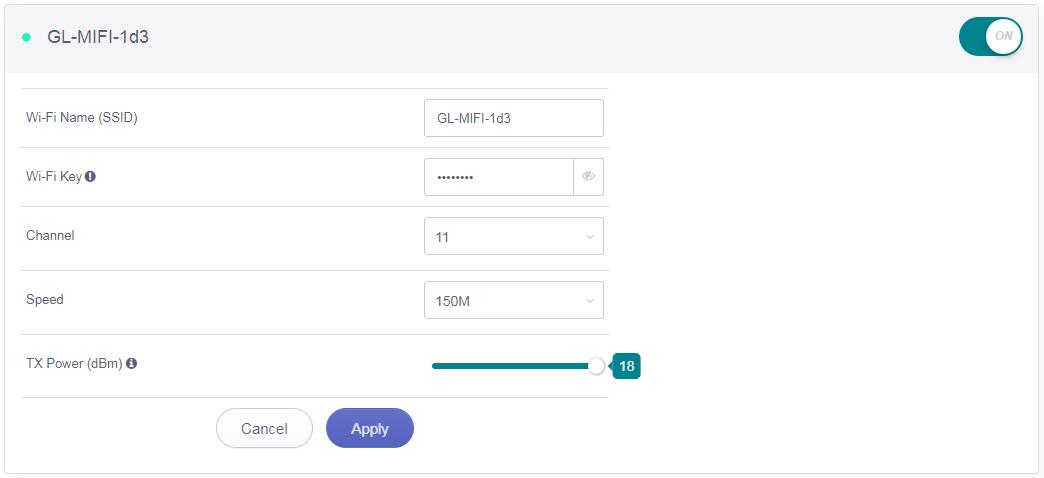 GL-MIFI-1d3
ON
Wi-Fi Name (SSID)
GL-MIFI-1d3
Wi-Fi Key
••••••••
Channel
11
Speed
150M
TX Power (dBm)
18
Cancel
Apply